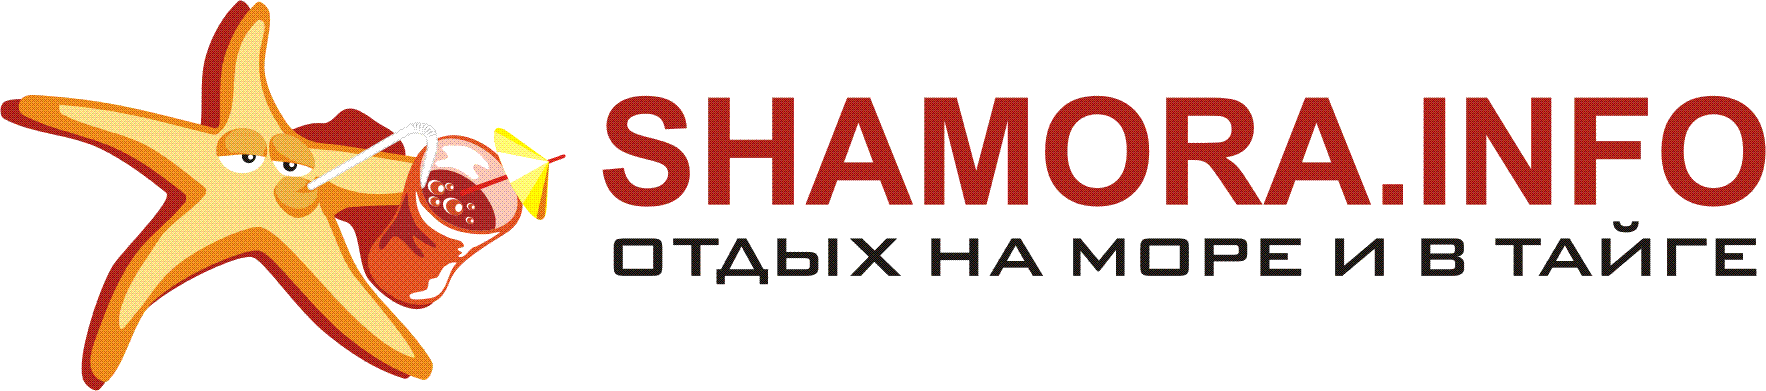 SHAMORA.INFO
ОТДЫХ НА МОРЕ И В ТАЙГЕ